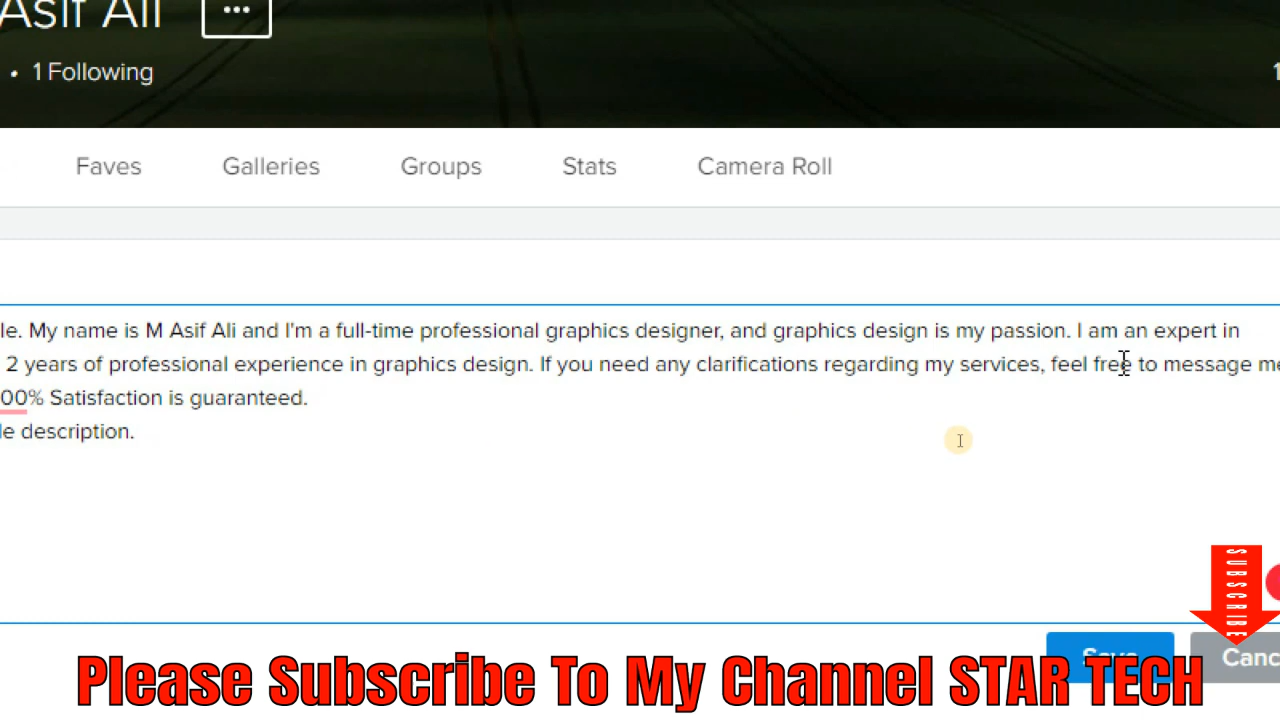 Asif Ali
• 1 Following
Faves Galleries Groups Stats Camera Roll
le. My name is M Asif Ali and I'm a full-time professional graphics designer, and graphics design is my passion. I am an expert in
2 years of professional experience in graphics design. If you need any clarifications regarding my services, feel free to message me
00% Satisfaction is guaranteed.
le description.
SUBSCRIBE
Save Canc
Please Subscribe To My Channel STAR TECH